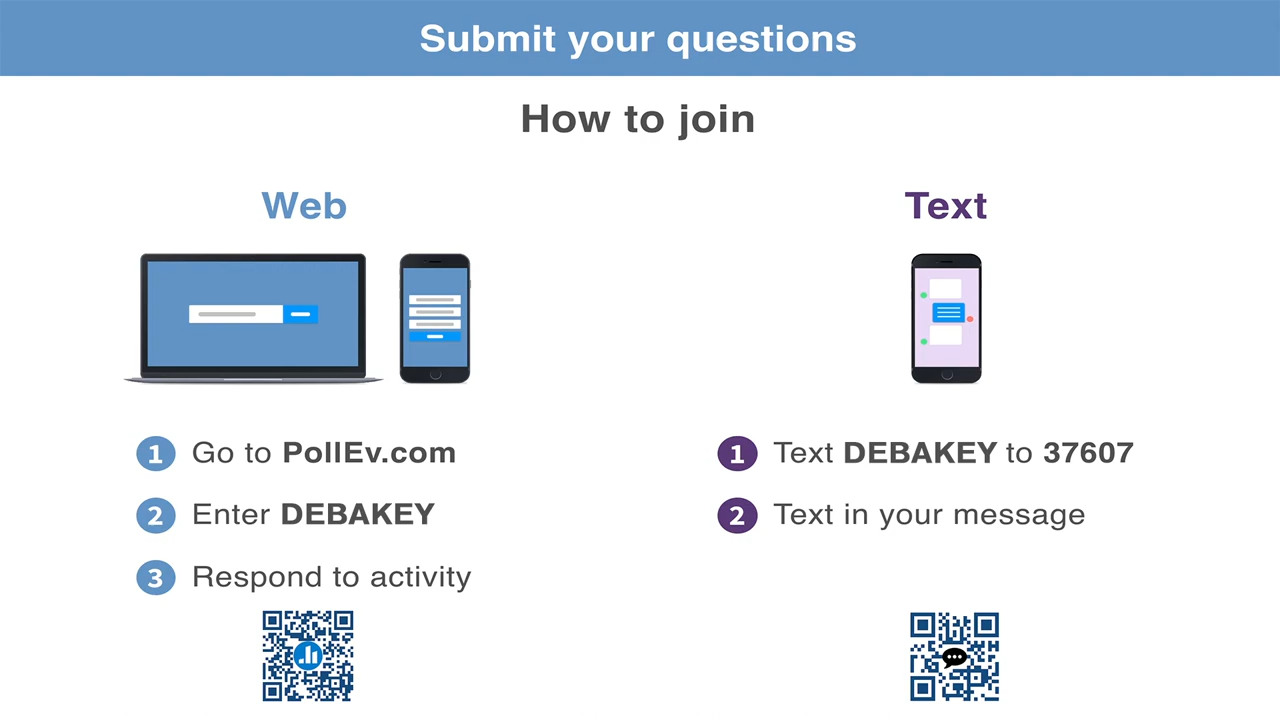 Submit your questions
How to join
Web
1 Go to PollEv.com
2 Enter DEBAKEY
3 Respond to activity
Text
1 Text DEBAKEY to 37607
2 Text in your message